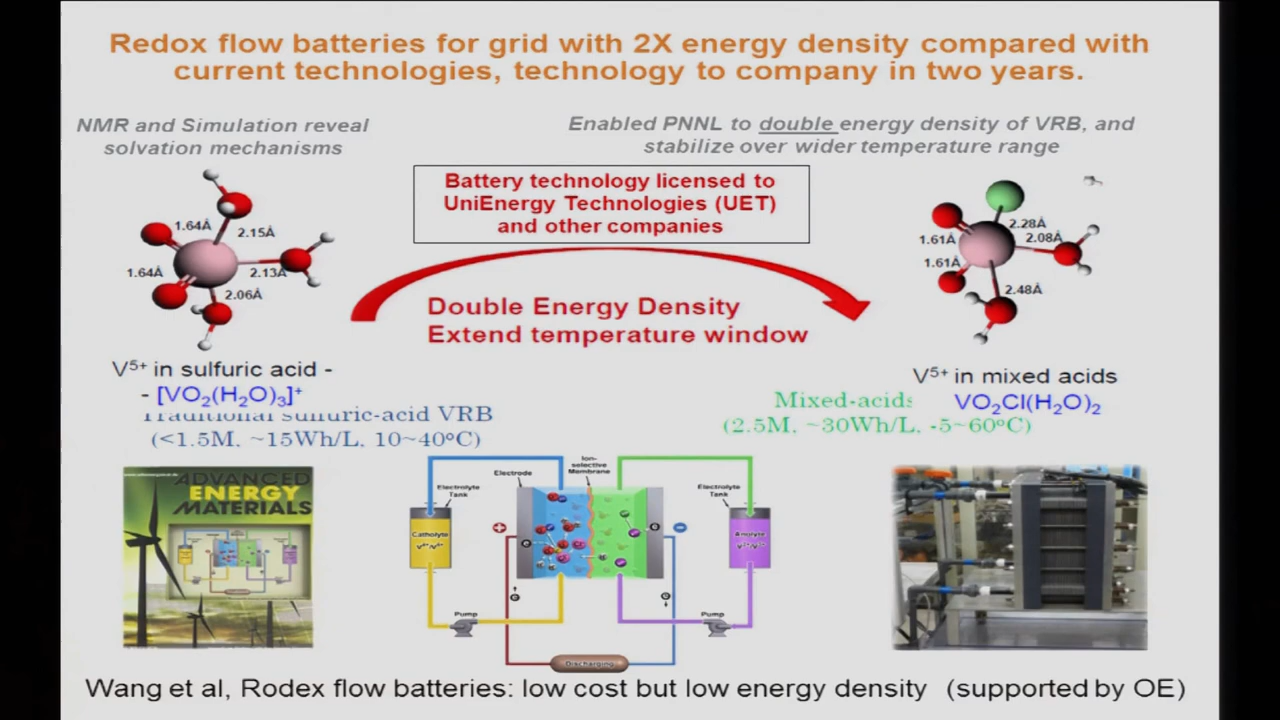 Redox flow batteries for grid with 2X energy density compared with
current technologies, technology to company in two years.
NMR and Simulation reveal
solvation mechanisms
Enabled PNNL to double energy density of VRB, and
stabilize over wider temperature range
Battery technology licensed to
UniEnergy Technologies (UET)
and other companies
1.64Å
2.15Å
1.64Å
2.13Å
2.06Å
2.28Å
1.61Å
2.08Å
1.61Å
2.48Å
Double Energy Density
Extend temperature window
V⁵⁺ in sulfuric acid -
- [VO₂(H₂O)₃]⁺
Traditional sulfuric-acid VRB
(<1.5M, ~15Wh/L, 10~40°C)
V⁵⁺ in mixed acids
VO₂Cl(H₂O)₂
Mixed-acids
(2.5M, ~30Wh/L, -5~60°C)
ADVANCED
ENERGY
MATERIALS
Ion-
selective
Membrane
Electrode
Electrolyte
Tank
Electrolyte
Tank
Catholyte
Anolyte
+
-
e
e
e
e
Pump
Pump
Discharging
Wang et al, Rodex flow batteries: low cost but low energy density (supported by OE)